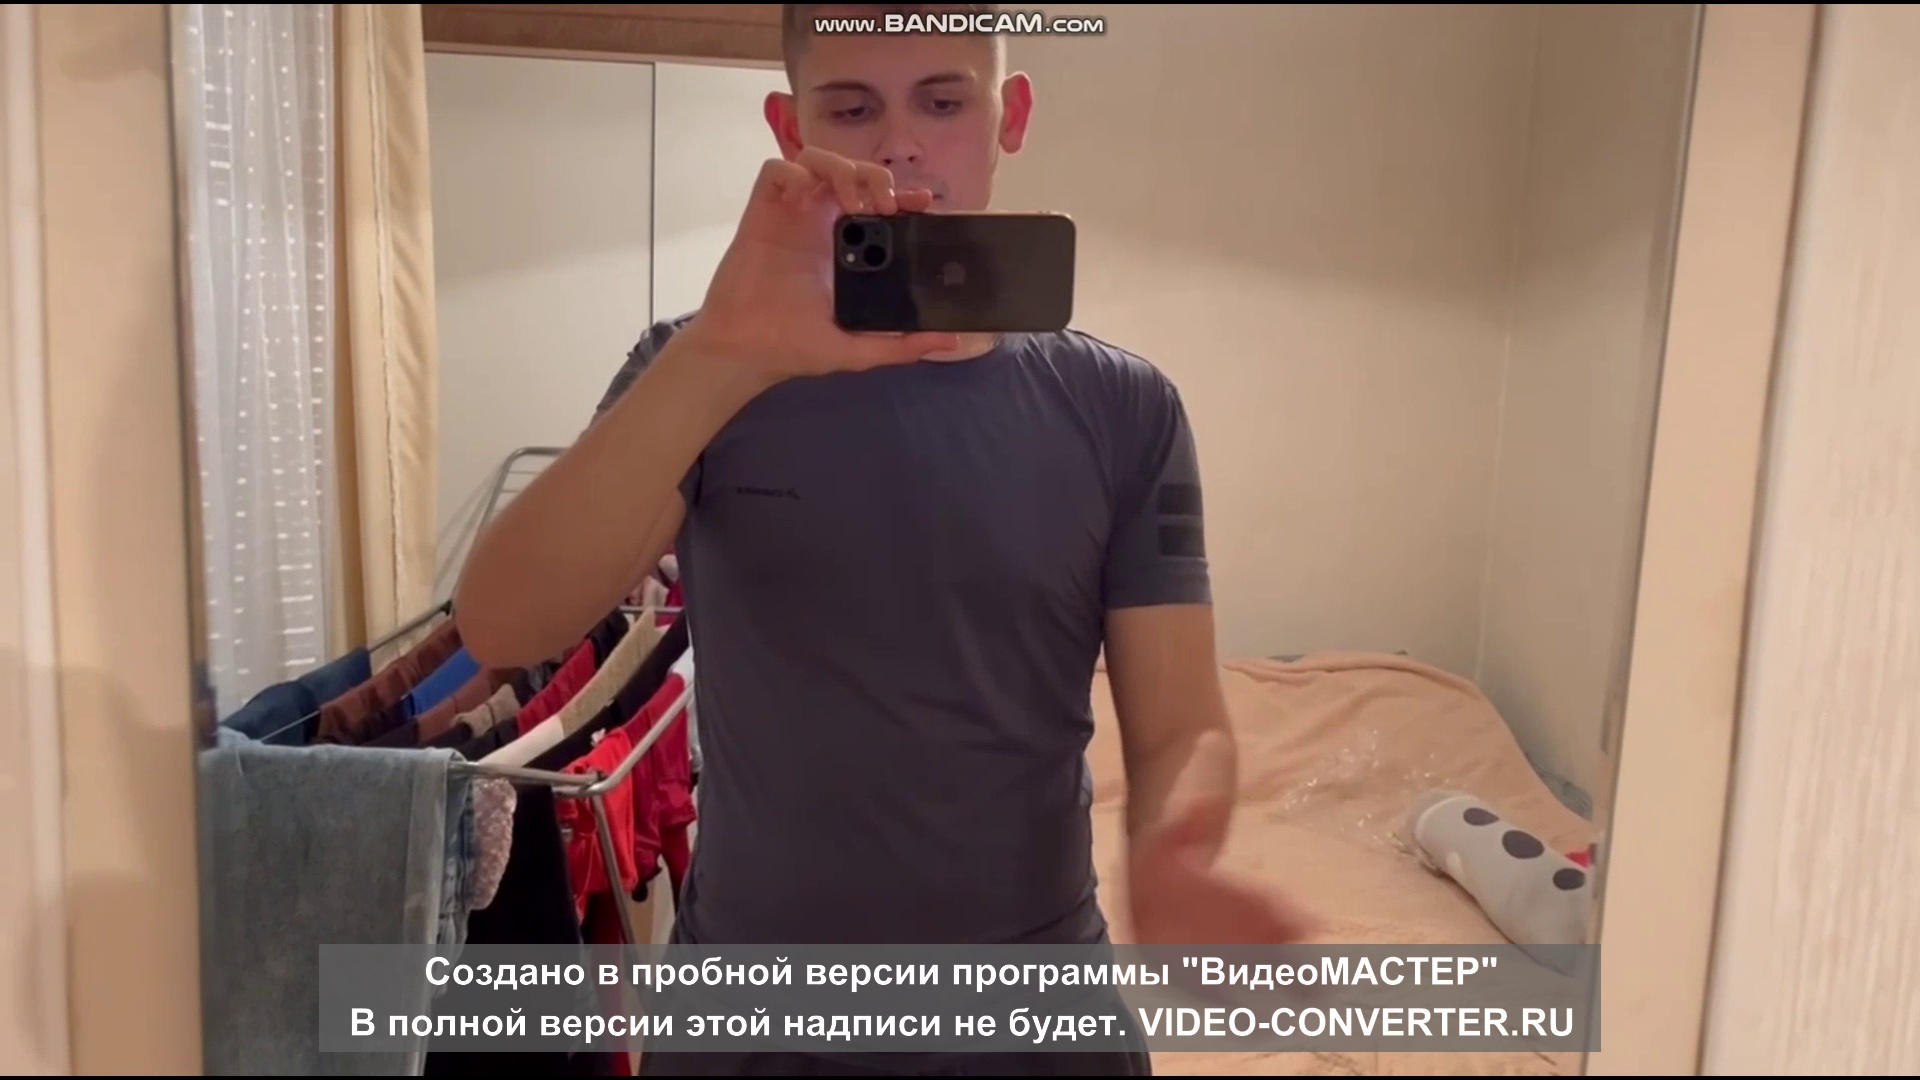 www.BANDICAM.com
Создано в пробной версии программы "ВидеоМАСТЕР"
В полной версии этой надписи не будет. VIDEO-CONVERTER.RU